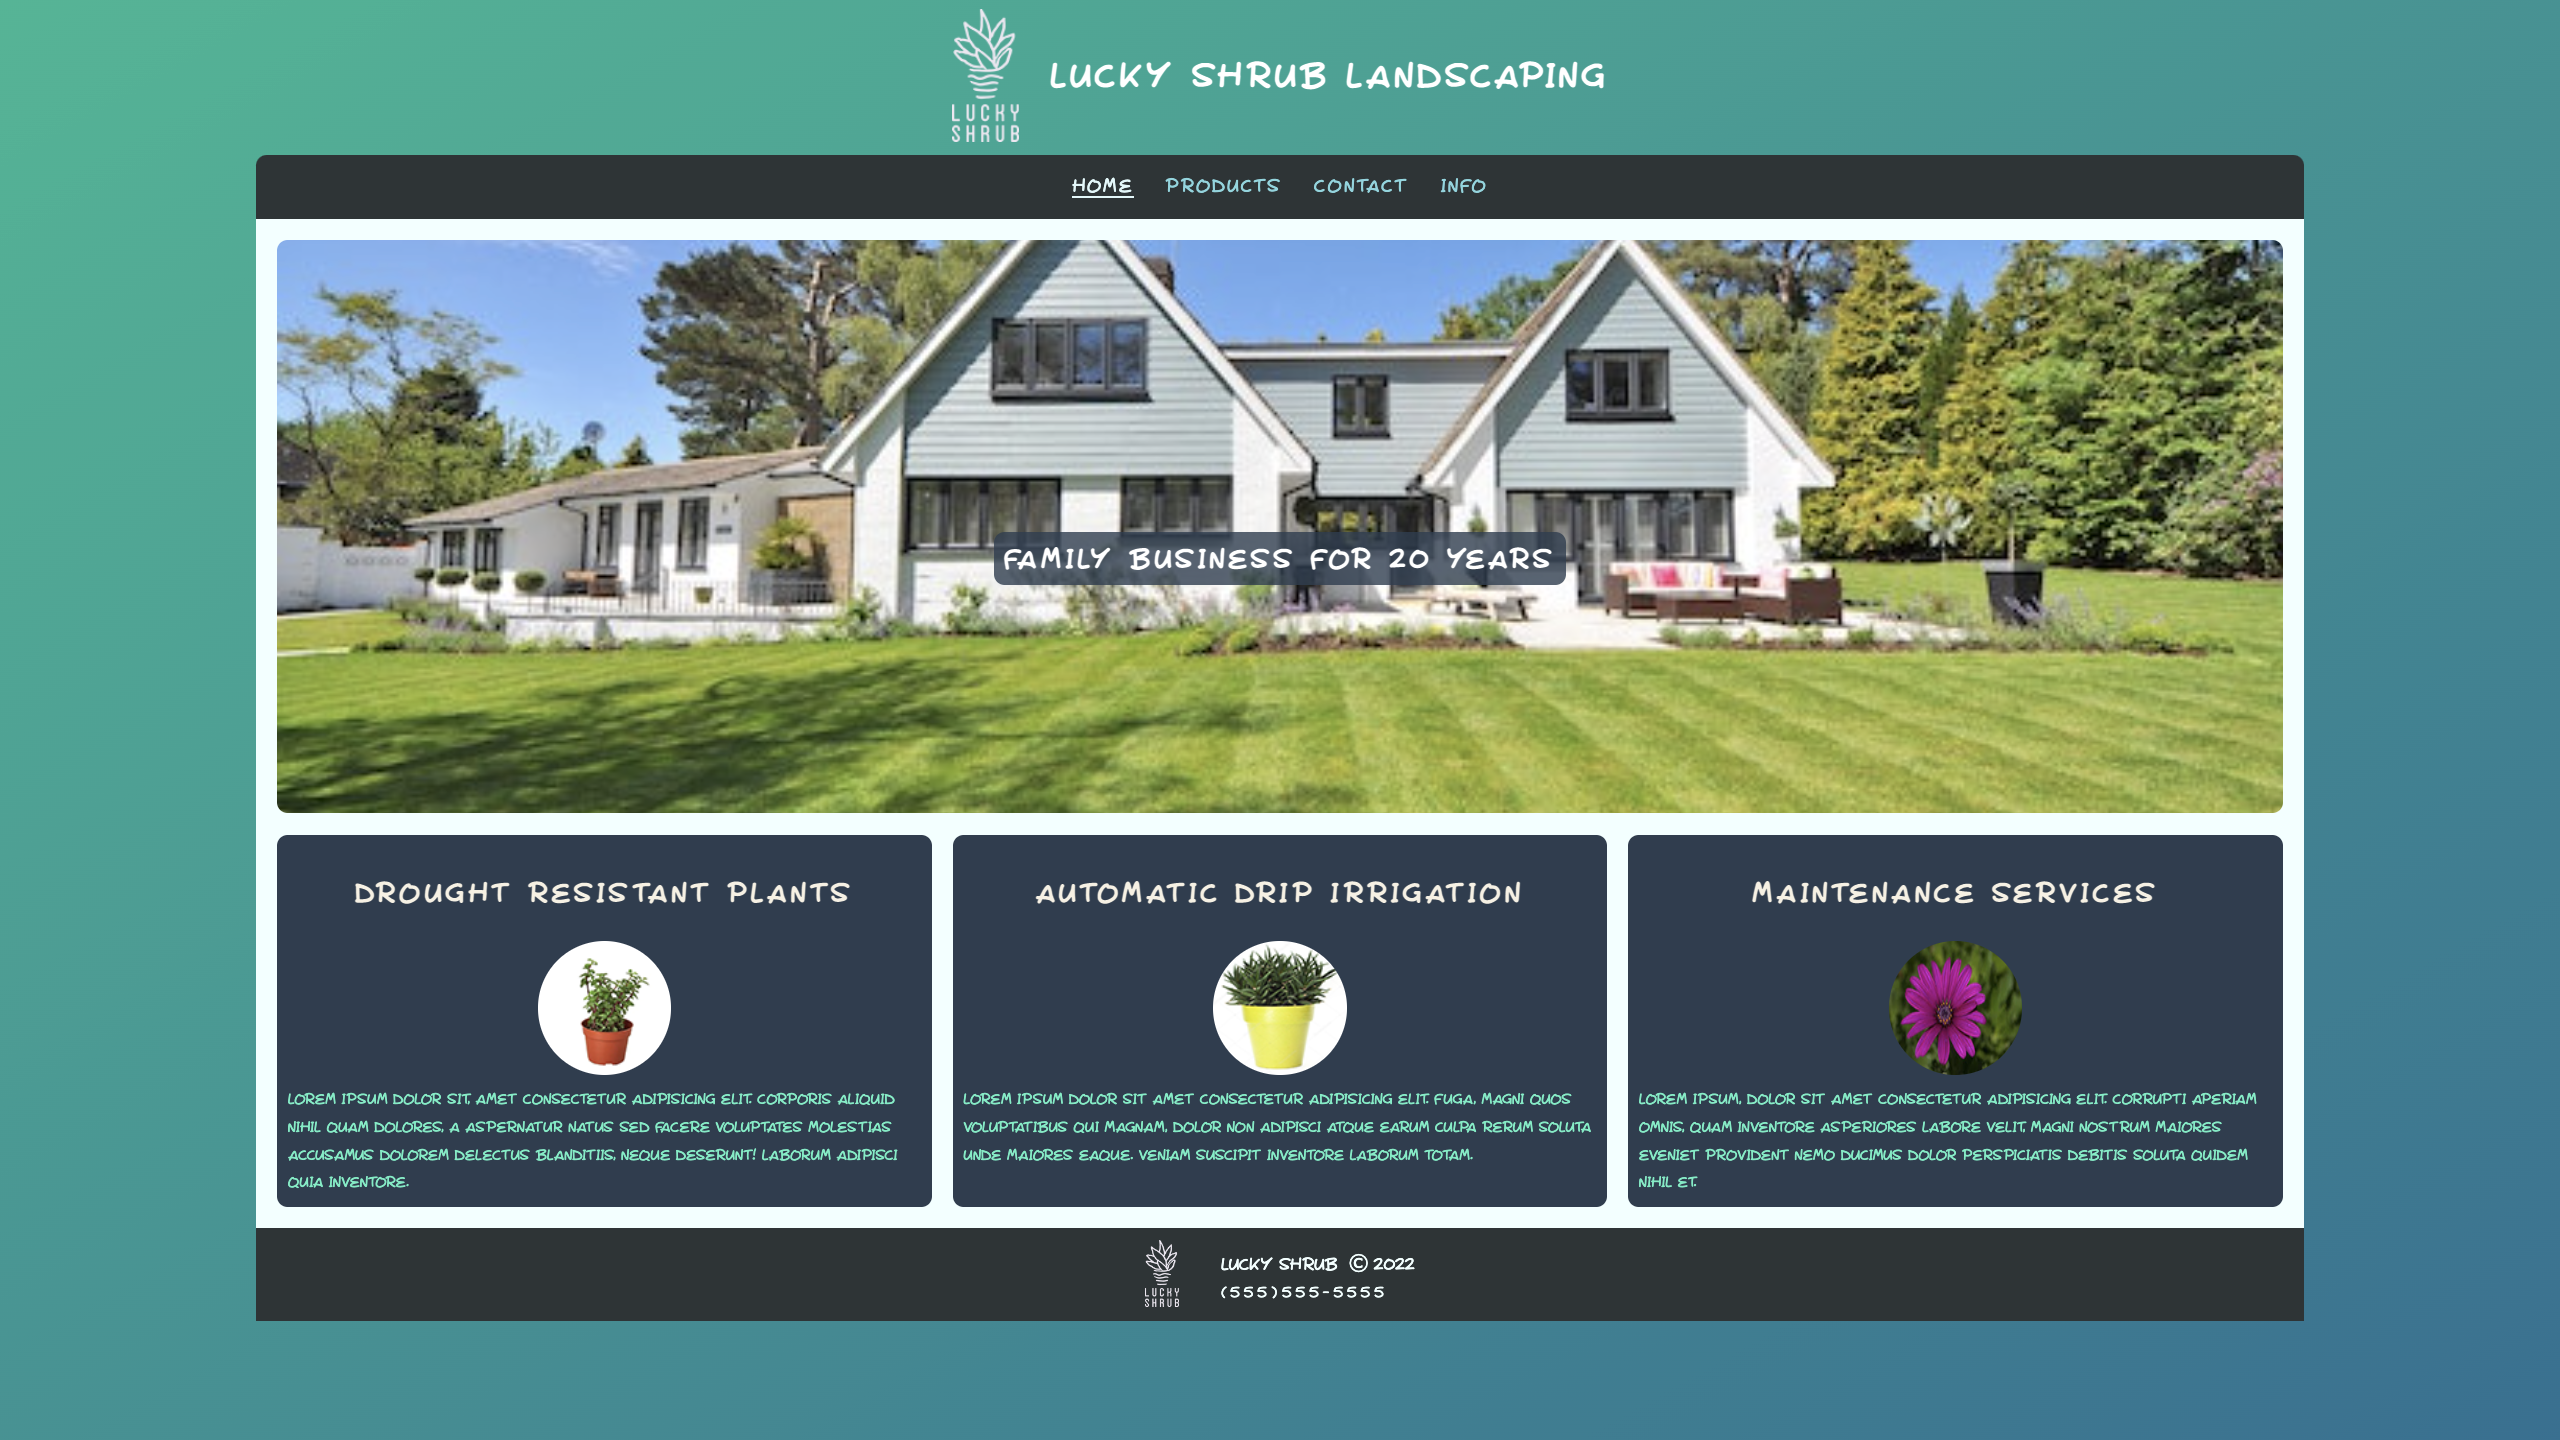 LUCKY
SHRUB
LUCKY SHRUB LANDSCAPING
HOME PRODUCTS CONTACT INFO
FAMILY BUSINESS FOR 20 YEARS
DROUGHT RESISTANT PLANTS
LOREM IPSUM DOLOR SIT, AMET CONSECTETUR ADIPISICING ELIT. CORPORIS ALIQUID
NIHIL QUAM DOLORES, A ASPERNATUR NATUS SED FACERE VOLUPTATES MOLESTIAS
ACCUSAMUS DOLOREM DELECTUS BLANDITIIS, NEQUE DESERUNT! LABORUM ADIPISCI
QUIA INVENTORE.
AUTOMATIC DRIP IRRIGATION
LOREM IPSUM DOLOR SIT AMET CONSECTETUR ADIPISICING ELIT. FUGA, MAGNI QUOS
VOLUPTATIBUS QUI MAGNAM, DOLOR NON ADIPISCI ATQUE EARUM CULPA RERUM SOLUTA
UNDE MAIORES EAQUE. VENIAM SUSCIPIT INVENTORE LABORUM TOTAM.
MAINTENANCE SERVICES
LOREM IPSUM, DOLOR SIT AMET CONSECTETUR ADIPISICING ELIT. CORRUPTI APERIAM
OMNIS, QUAM INVENTORE ASPERIORES LABORE VELIT, MAGNI NOSTRUM MAIORES
EVENIET PROVIDENT NEMO DUCIMUS DOLOR PERSPICIATIS DEBITIS SOLUTA QUIDEM
NIHIL ET.
LUCKY
SHRUB
LUCKY SHRUB © 2022
(555)555-5555